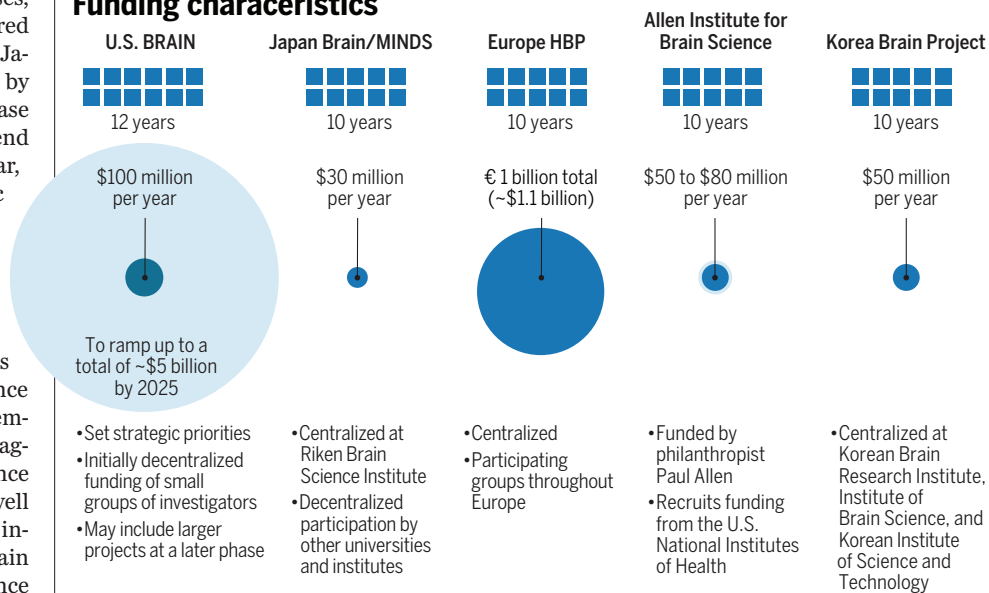 Funding characeristics
U.S. BRAIN
12 years
$100 million
per year
To ramp up to a
total of ~$5 billion
by 2025
•Set strategic priorities
•Initially decentralized
funding of small
groups of investigators
•May include larger
projects at a later phase
Japan Brain/MINDS
10 years
$30 million
per year
•Centralized at
Riken Brain
Science Institute
•Decentralized
participation by
other universities
and institutes
Europe HBP
10 years
€ 1 billion total
(~$1.1 billion)
•Centralized
•Participating
groups throughout
Europe
Allen Institute for
Brain Science
10 years
$50 to $80 million
per year
•Funded by
philanthropist
Paul Allen
•Recruits funding
from the U.S.
National Institutes
of Health
Korea Brain Project
10 years
$50 million
per year
•Centralized at
Korean Brain
Research Institute,
Institute of
Brain Science, and
Korean Institute
of Science and
Technology